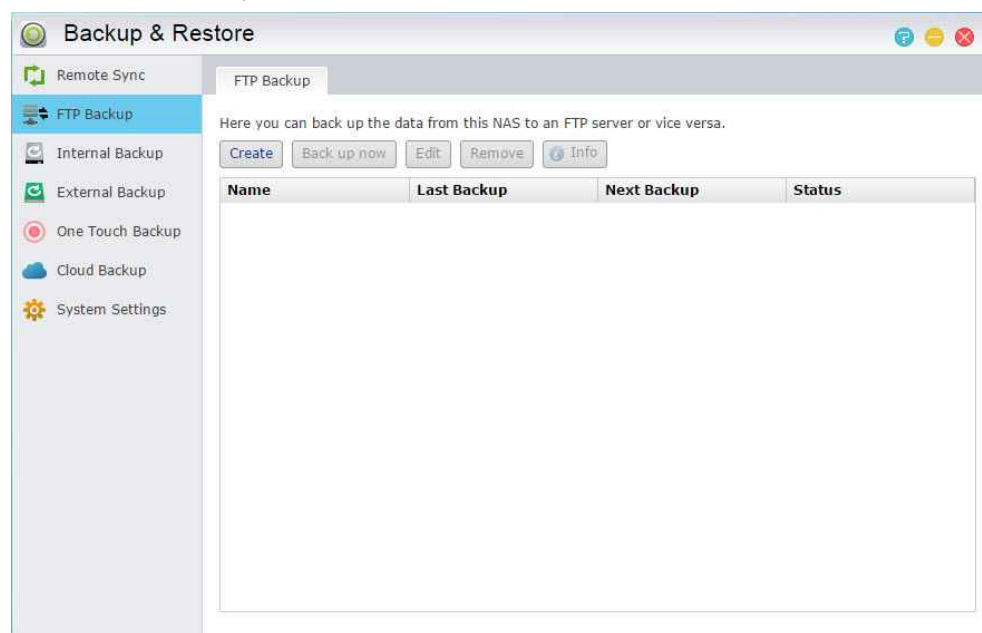 Backup & Restore
Remote Sync
FTP Backup
Internal Backup
External Backup
One Touch Backup
Cloud Backup
System Settings
FTP Backup
Here you can back up the data from this NAS to an FTP server or vice versa.
Create Back up now Edit Remove Info
Name Last Backup Next Backup Status